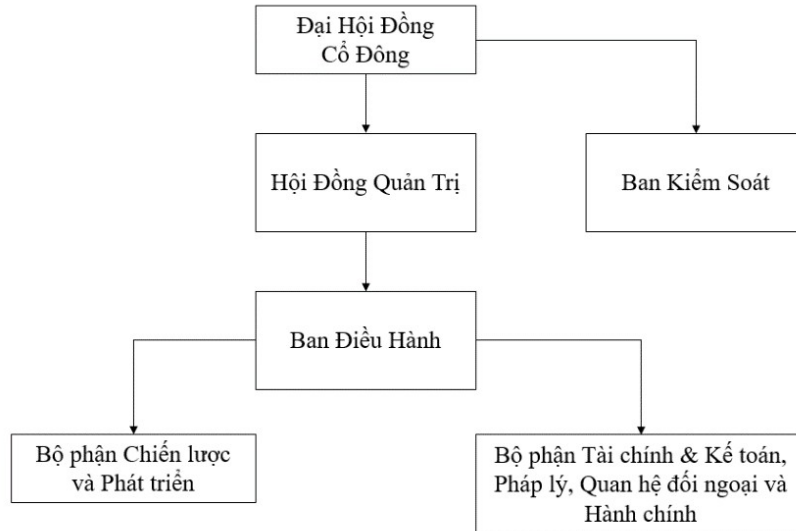 Đại Hội Đồng
Cổ Đông
Hội Đồng Quản Trị
Ban Kiểm Soát
Ban Điều Hành
Bộ phận Chiến lược
và Phát triển
Bộ phận Tài chính & Kế toán,
Pháp lý, Quan hệ đối ngoại và
Hành chính